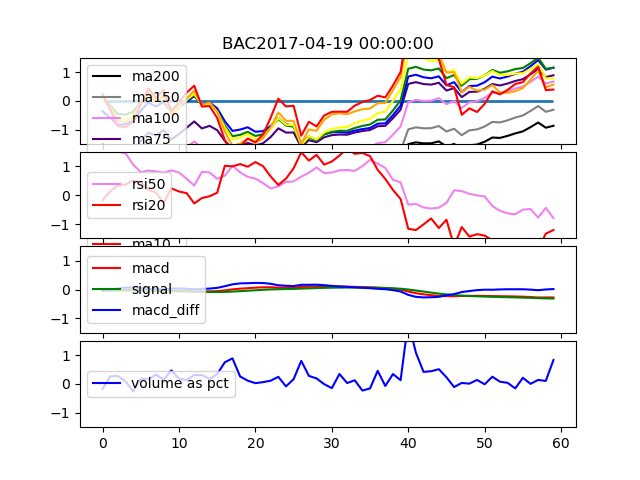 BAC2017-04-19 00:00:00
1
0
−1
ma200
ma150
ma100
ma75
1
0
−1
rsi50
rsi20
ma10
1
0
−1
macd
signal
macd_diff
1
0
−1
volume as pct
0 10 20 30 40 50 60